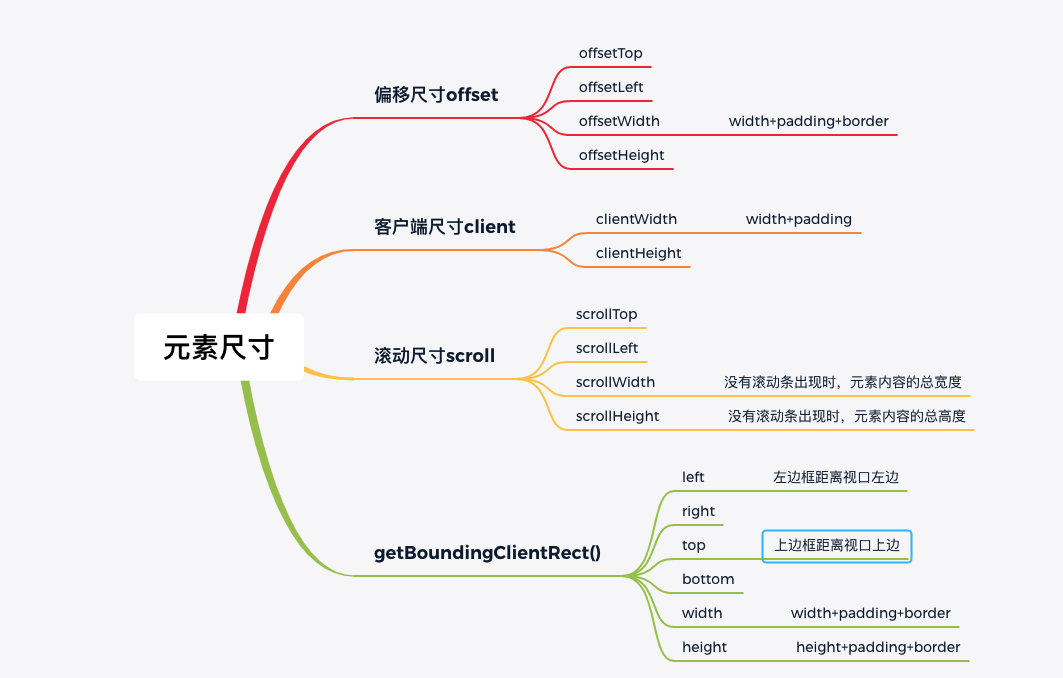 元素尺寸
偏移尺寸offset
offsetTop
offsetLeft
offsetWidth width+padding+border
offsetHeight
客户端尺寸client
clientWidth width+padding
clientHeight
滚动尺寸scroll
scrollTop
scrollLeft
scrollWidth 没有滚动条出现时，元素内容的总宽度
scrollHeight 没有滚动条出现时，元素内容的总高度
getBoundingClientRect()
left 左边框距离视口左边
right
top 上边框距离视口上边
bottom
width width+padding+border
height height+padding+border